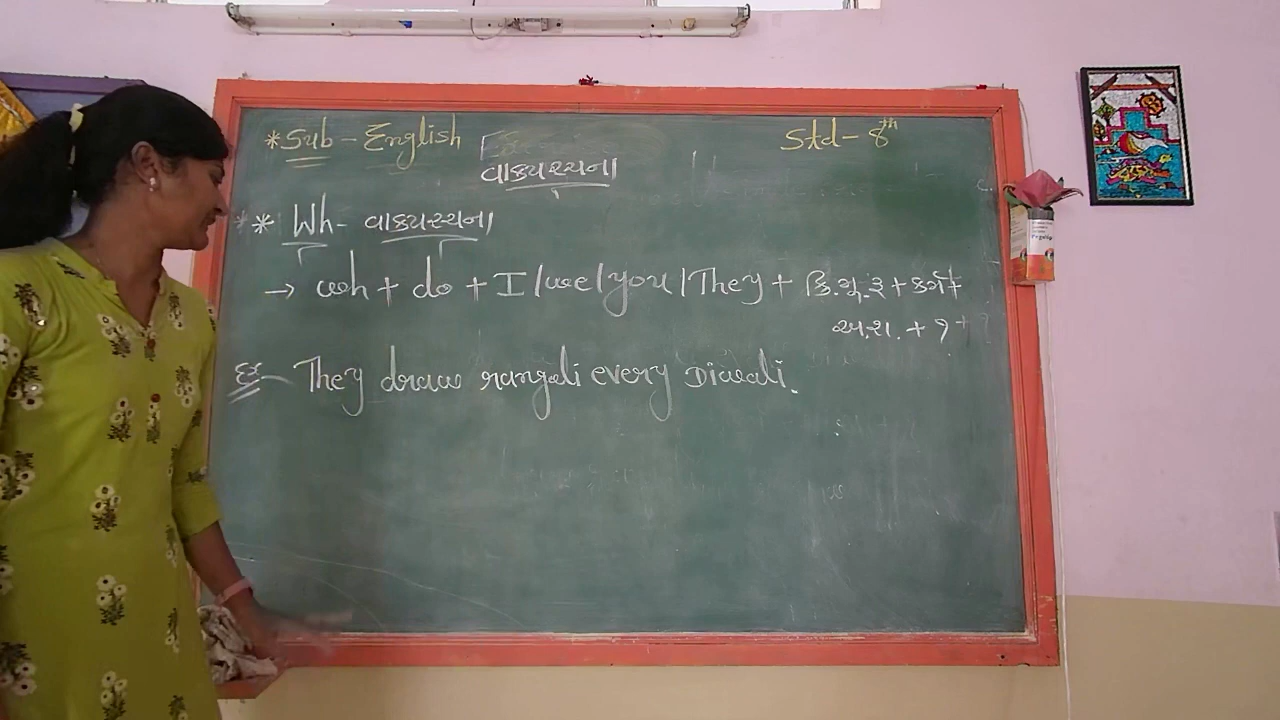 *Sub - English
Std - 8th
વાક્યરચના
** Wh - વાક્યરચના
→ wh + do + I/we/you/They + ક્રિ.મૂ.રૂ + કર્મ +
અ.શ. + ?
Ex - They draw rangoli every Diwali.